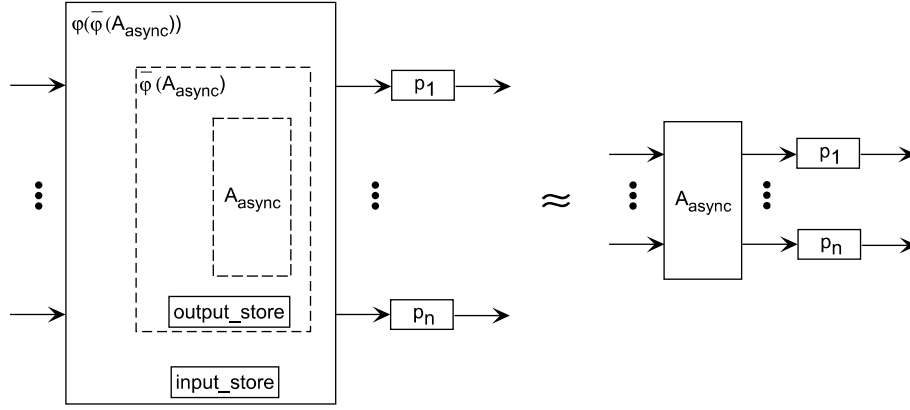 φ(φ̅(A_async))
φ̅(A_async)
p_1
A_async
output_store
p_n
input_store
≈
p_1
A_async
p_n